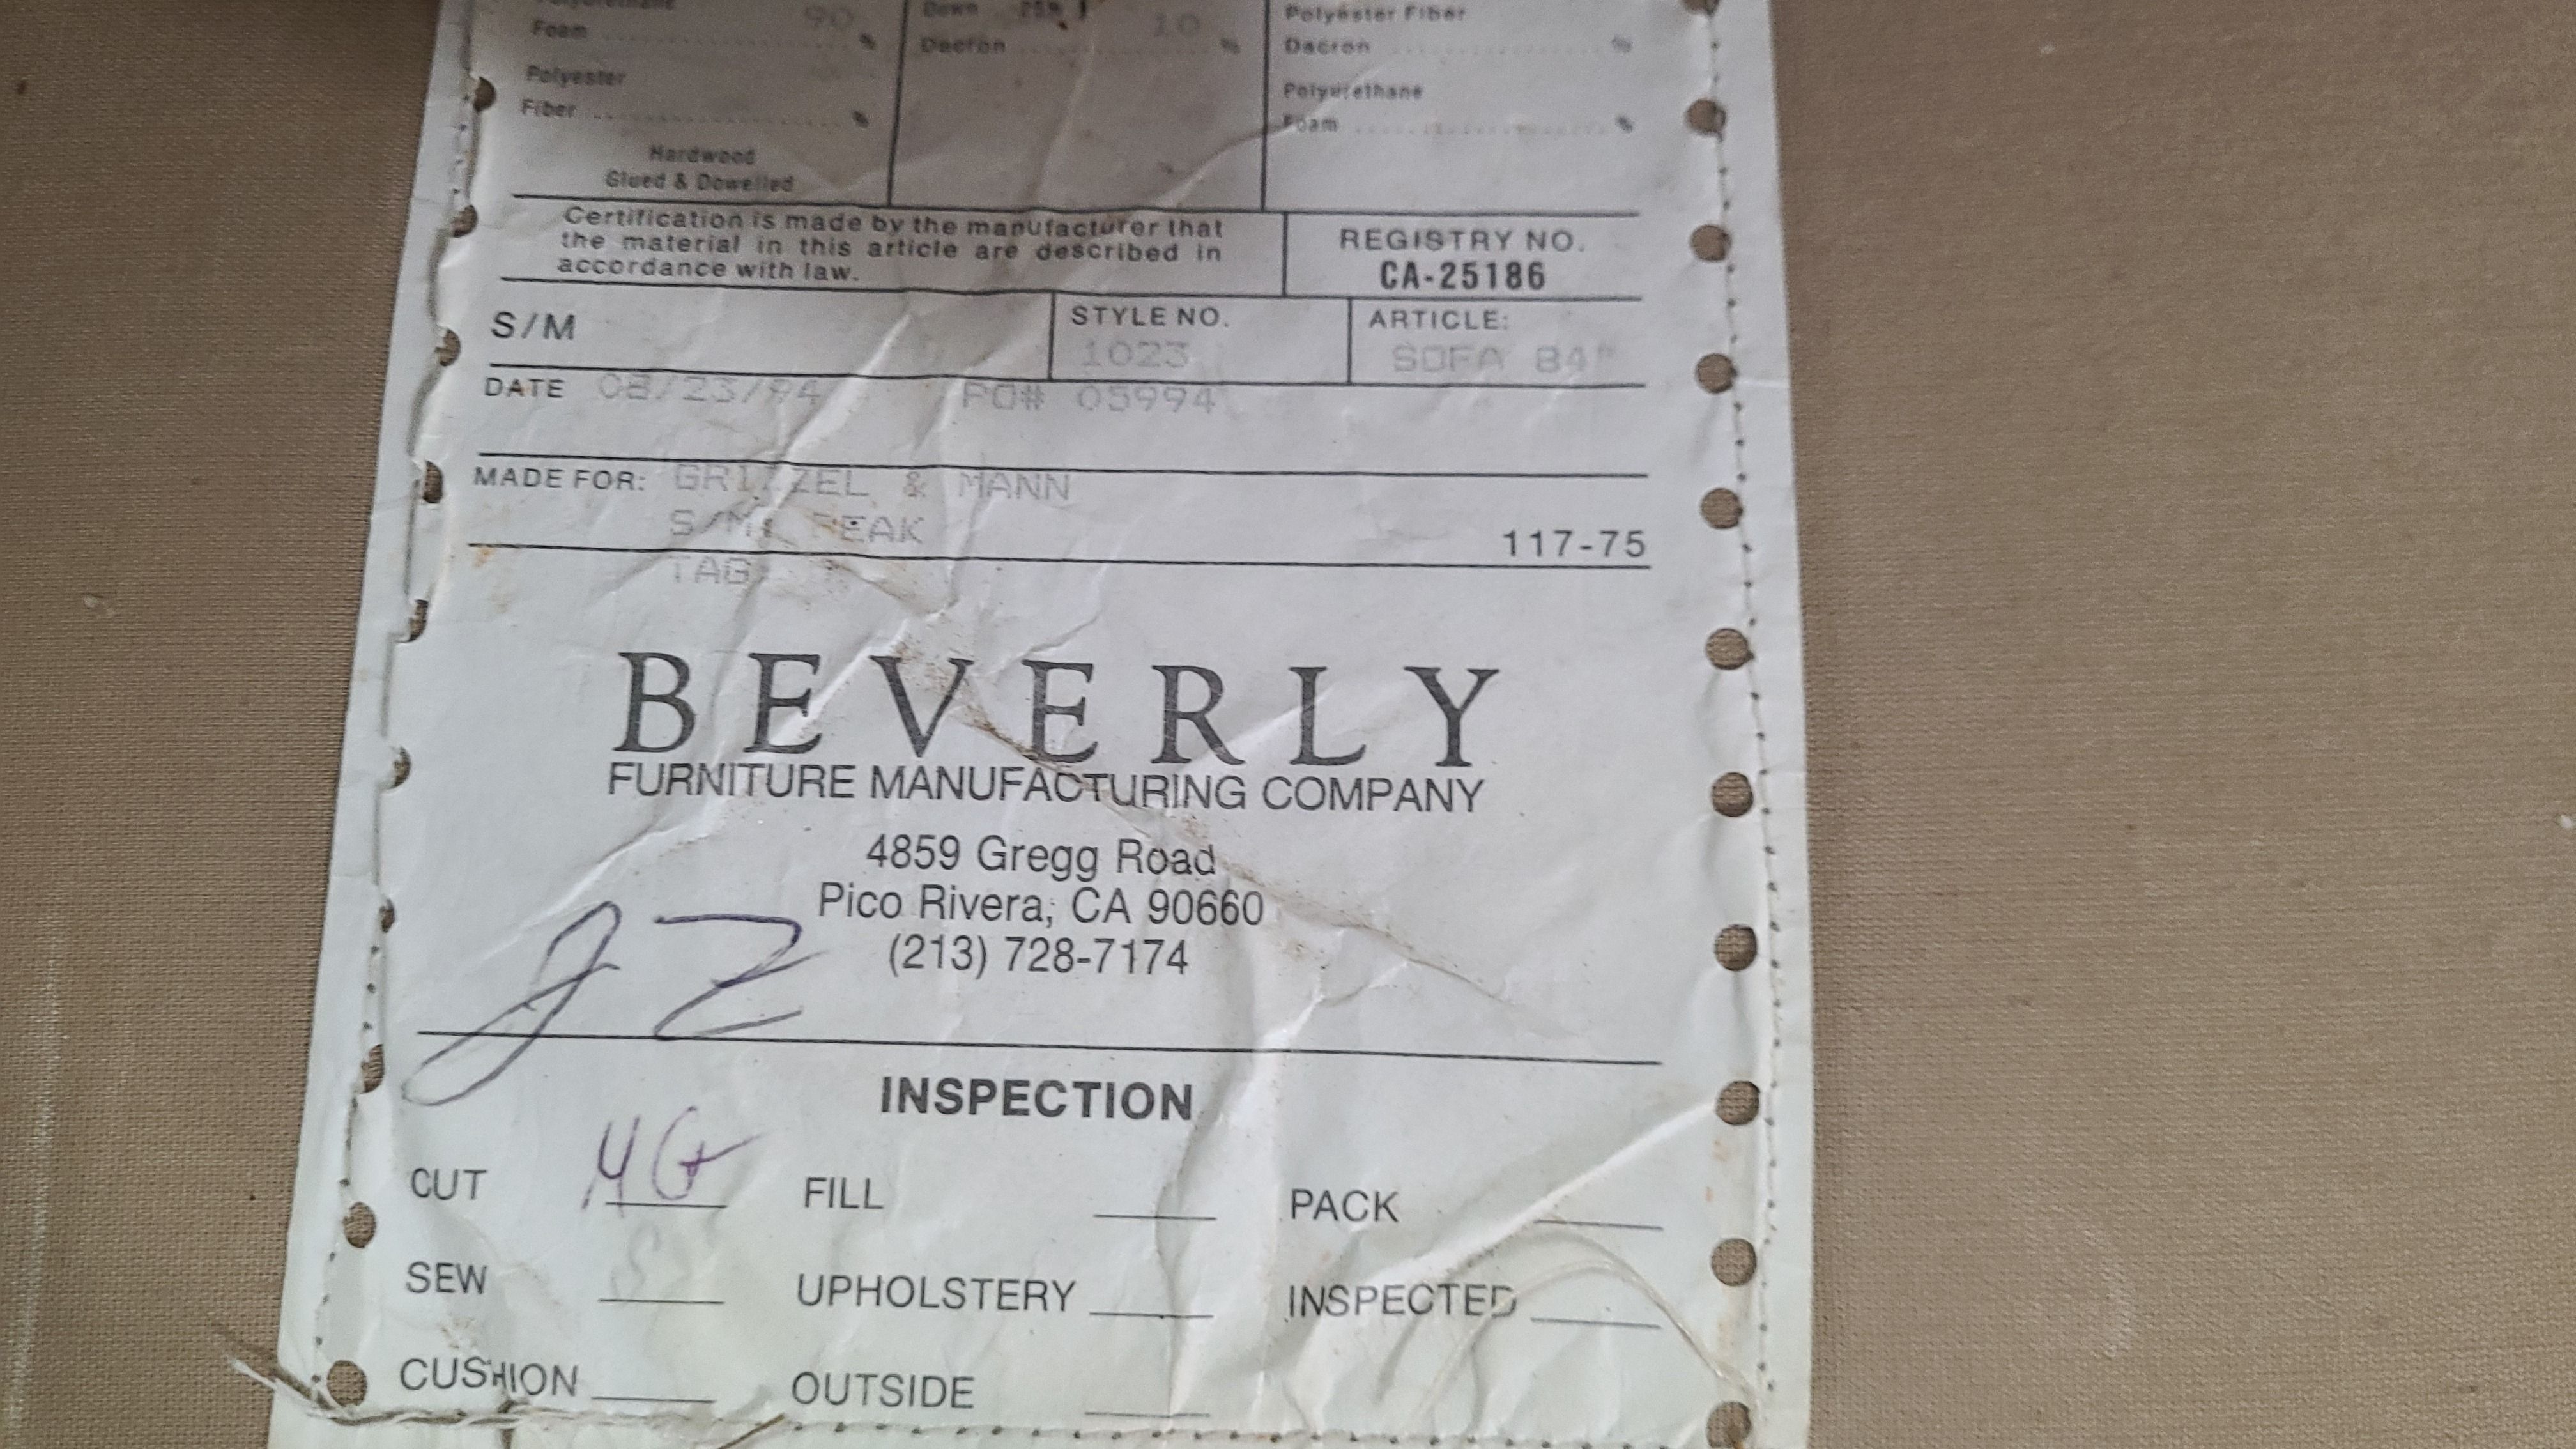 Polyurethane
Foam 90 %
Polyester
Fiber %
Hardwood
Glued & Dowelled
Down 25%
Dacron 10 %
Polyester Fiber
Dacron %
Polyurethane
Foam %
Certification is made by the manufacturer that
the material in this article are described in
accordance with law.
REGISTRY NO.
CA-25186
S/M
STYLE NO.
1023
ARTICLE:
SOFA 84"
DATE 08/23/94 PO# 05994
MADE FOR: GRIZZEL & MANN
S/M: PEAK
117-75
TAG:
BEVERLY
FURNITURE MANUFACTURING COMPANY
4859 Gregg Road
Pico Rivera, CA 90660
(213) 728-7174
JZ
INSPECTION
CUT MG FILL PACK
SEW UPHOLSTERY INSPECTED
CUSHION OUTSIDE